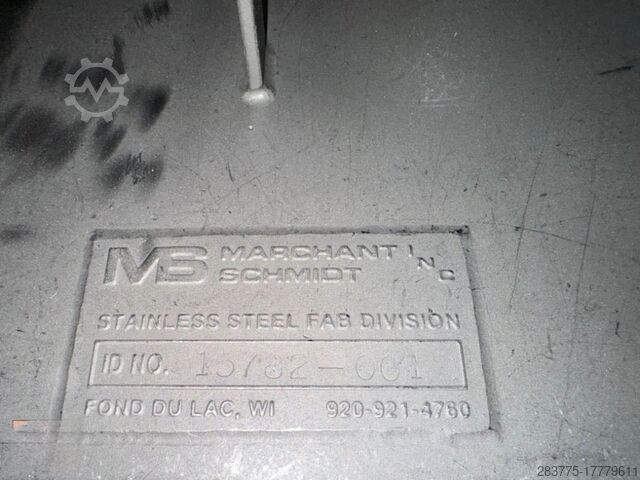 MS MARCHANT INC
SCHMIDT
STAINLESS STEEL FAB DIVISION
ID NO. 15732-001
FOND DU LAC, WI 920-921-4760
283775-17779611